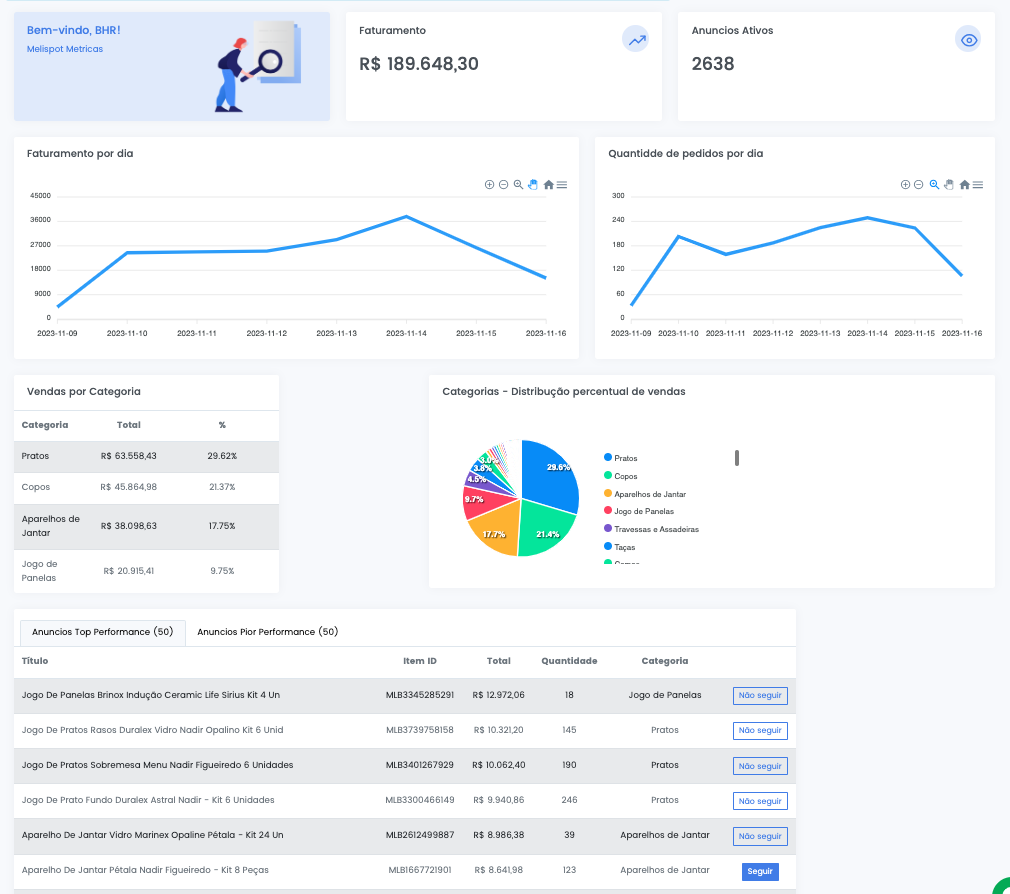 Bem-vindo, BHR!
Melispot Metricas
Faturamento
R$ 189.648,30
Anuncios Ativos
2638
Faturamento por dia
45000
36000
27000
18000
9000
0
2023-11-09 2023-11-10 2023-11-11 2023-11-12 2023-11-13 2023-11-14 2023-11-15 2023-11-16
Quantidde de pedidos por dia
300
240
180
120
60
0
2023-11-09 2023-11-10 2023-11-11 2023-11-12 2023-11-13 2023-11-14 2023-11-15 2023-11-16
Vendas por Categoria
Categoria Total %
Pratos R$ 63.558,43 29.62%
Copos R$ 45.864,98 21.37%
Aparelhos de
Jantar R$ 38.098,63 17.75%
Jogo de
Panelas R$ 20.915,41 9.75%
Categorias - Distribução percentual de vendas
29.6%
21.4%
17.7%
9.7%
4.5%
3.8%
Pratos
Copos
Aparelhos de Jantar
Jogo de Panelas
Travessas e Assadeiras
Taças
Anuncios Top Performance (50) Anuncios Pior Performance (50)
Título Item ID Total Quantidade Categoria
Jogo De Panelas Brinox Indução Ceramic Life Sirius Kit 4 Un MLB3345285291 R$ 12.972,06 18 Jogo de Panelas Não seguir
Jogo De Pratos Rasos Duralex Vidro Nadir Opalino Kit 6 Unid MLB3739758158 R$ 10.321,20 145 Pratos Não seguir
Jogo De Pratos Sobremesa Menu Nadir Figueiredo 6 Unidades MLB3401267929 R$ 10.062,40 190 Pratos Não seguir
Jogo De Prato Fundo Duralex Astral Nadir - Kit 6 Unidades MLB3300466149 R$ 9.940,86 246 Pratos Não seguir
Aparelho De Jantar Vidro Marinex Opaline Pétala - Kit 24 Un MLB2612499887 R$ 8.986,38 39 Aparelhos de Jantar Não seguir
Aparelho De Jantar Pétala Nadir Figueiredo - Kit 8 Peças MLB1667721901 R$ 8.641,98 123 Aparelhos de Jantar Seguir